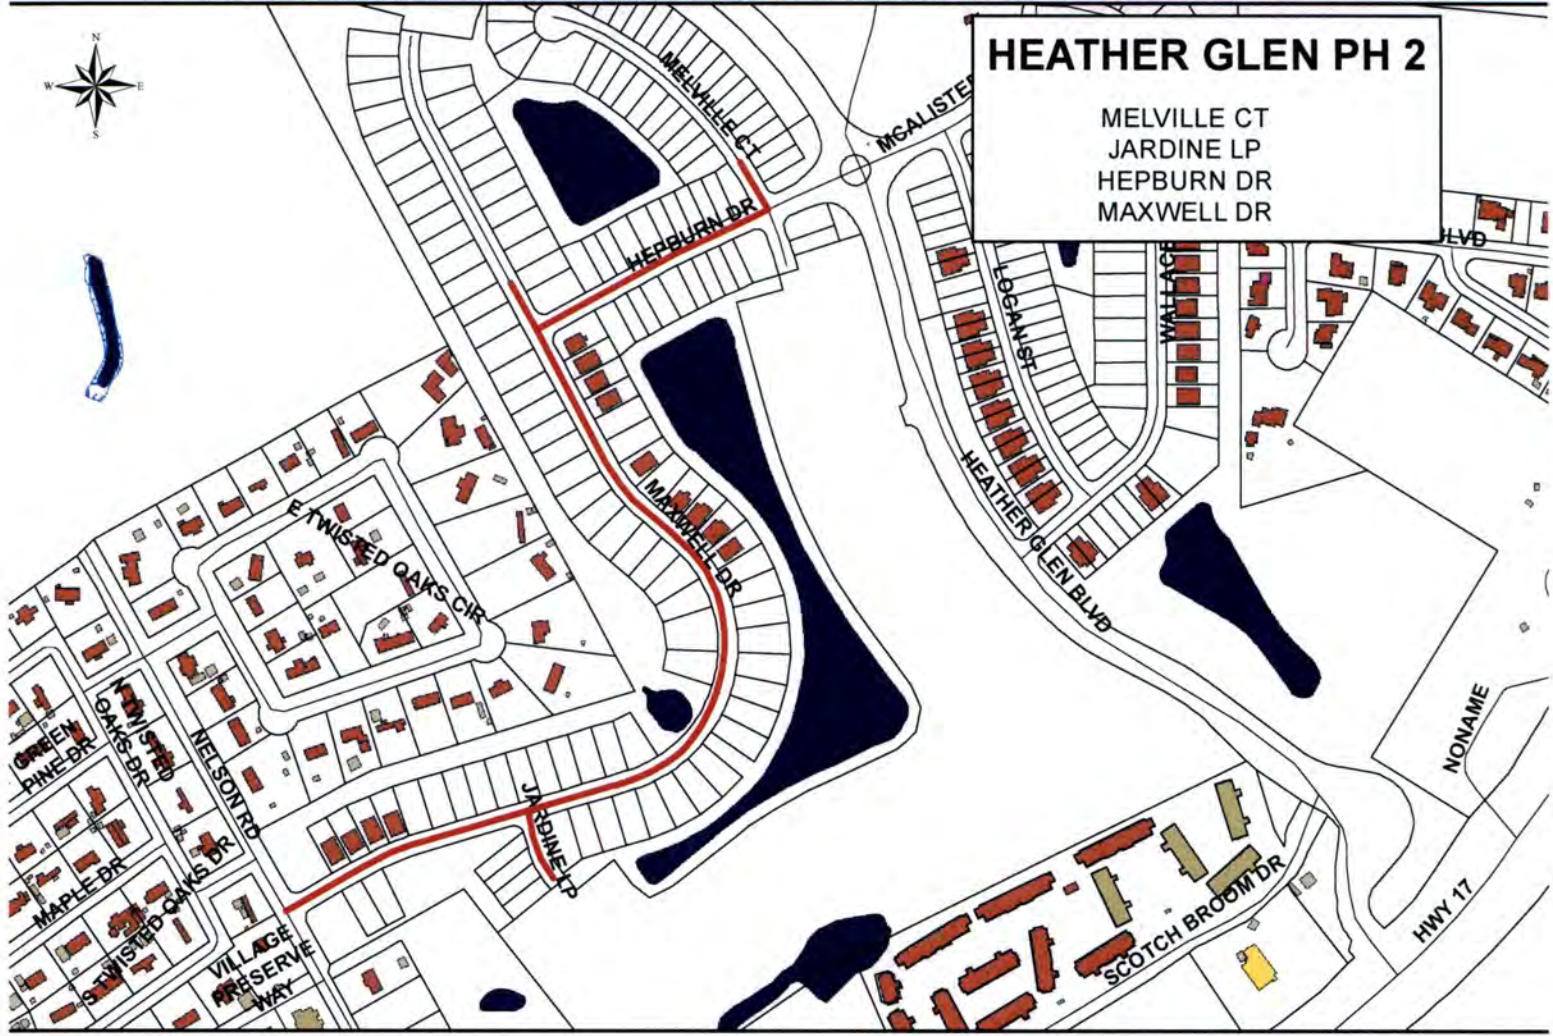 N
W E
S
HEATHER GLEN PH 2
MELVILLE CT
JARDINE LP
HEPBURN DR
MAXWELL DR
MELVILLE CT
MCALISTER
HEPBURN DR
LOGAN ST
WALLACE
BLVD
MAXWELL DR
HEATHER GLEN BLVD
E TWISTED OAKS CIR
N TWISTED
OAKS DR
GREEN
PINE DR
NELSON RD
JARDINE LP
MAPLE DR
S TWISTED OAKS DR
VILLAGE
PRESERVE
WAY
NONAME
HWY 17
SCOTCH BROOM DR